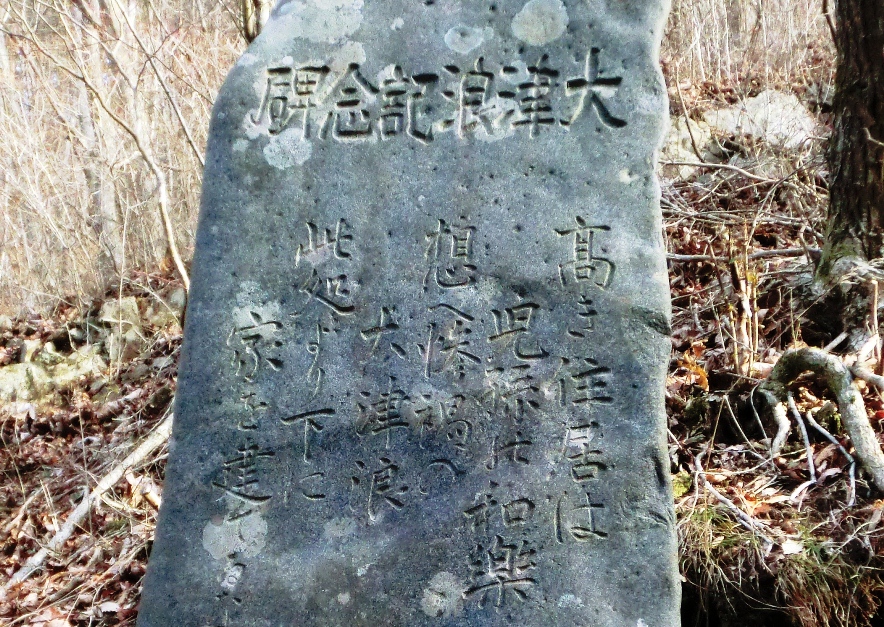 大津浪記念碑
高き住居は
児孫の和樂
想へ惨禍の
大津浪
此処より下に
家を建てるな